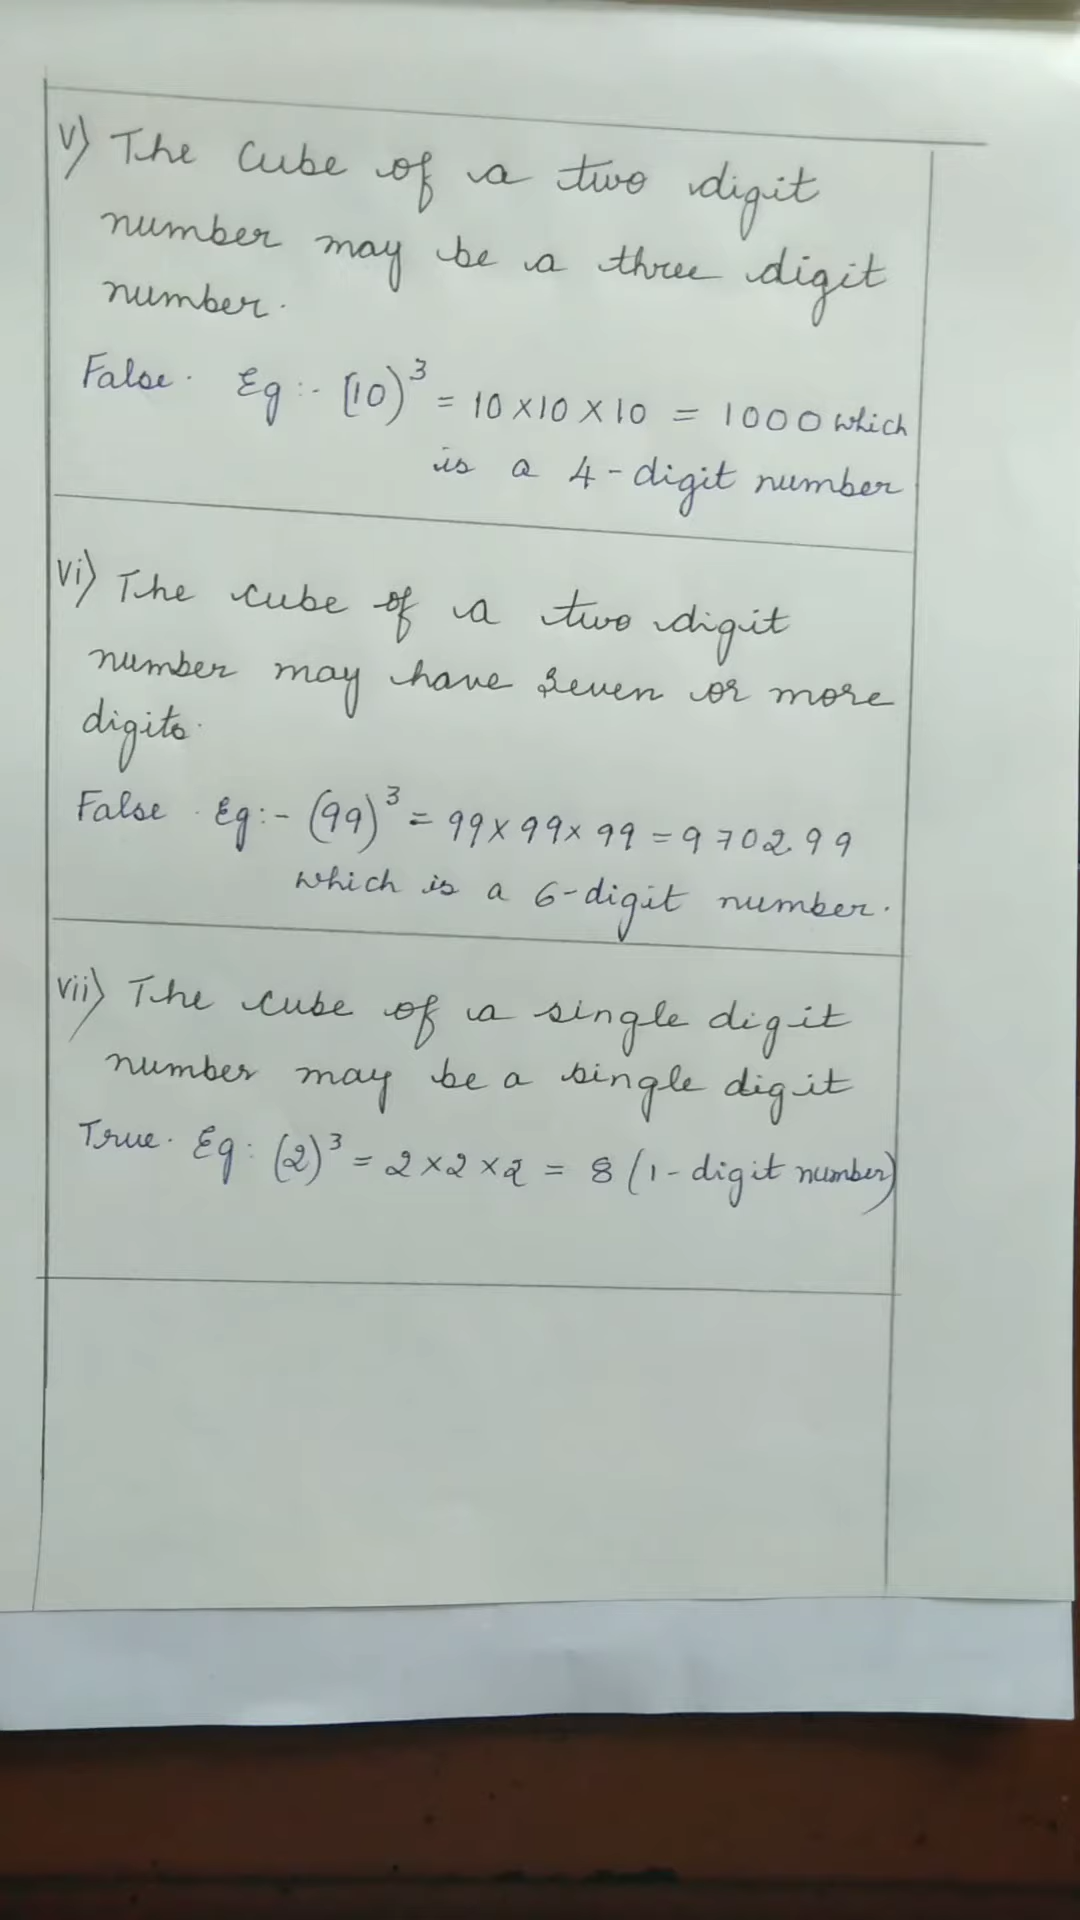 v) The cube of a two digit
number may be a three digit
number.
False. Eg :- (10)³ = 10 × 10 × 10 = 1000 which
is a 4-digit number
vi) The cube of a two digit
number may have seven or more
digits.
False. Eg:- (99)³ = 99 × 99 × 99 = 970299
which is a 6-digit number.
vii) The cube of a single digit
number may be a single digit
True. Eg: (2)³ = 2 × 2 × 2 = 8 (1-digit number)